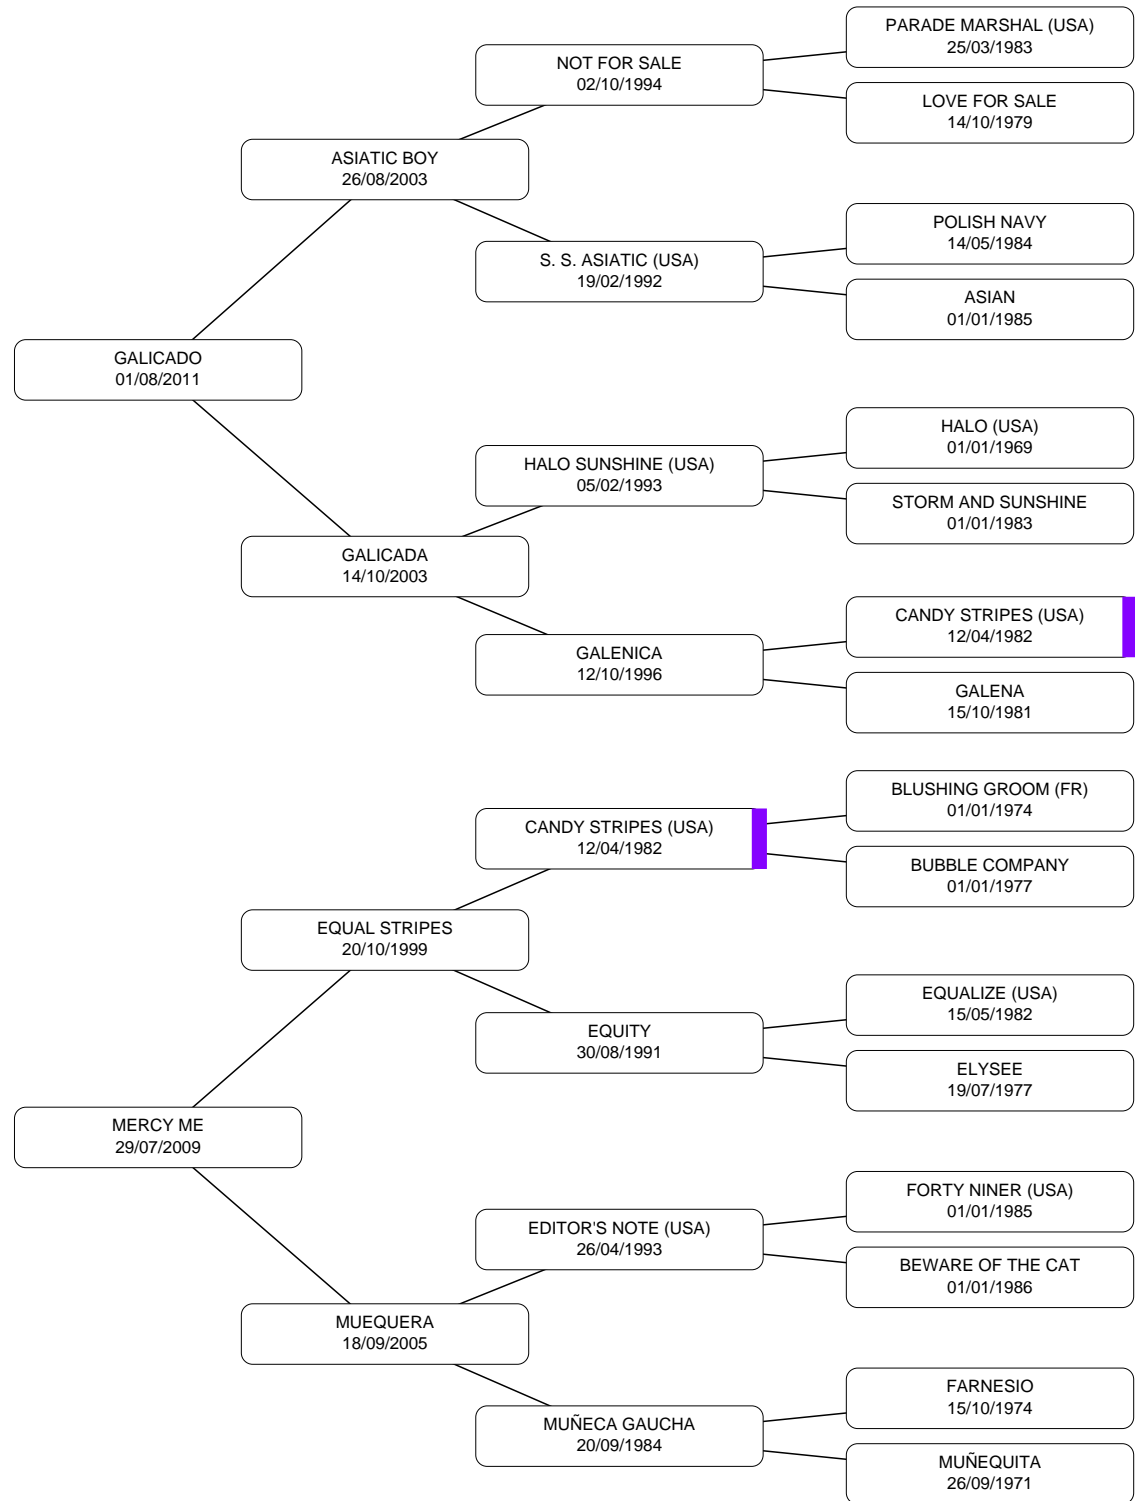 PARADE MARSHAL (USA)
25/03/1983
NOT FOR SALE
02/10/1994
LOVE FOR SALE
14/10/1979
ASIATIC BOY
26/08/2003
POLISH NAVY
14/05/1984
S. S. ASIATIC (USA)
19/02/1992
ASIAN
01/01/1985
GALICADO
01/08/2011
HALO (USA)
01/01/1969
HALO SUNSHINE (USA)
05/02/1993
STORM AND SUNSHINE
01/01/1983
GALICADA
14/10/2003
CANDY STRIPES (USA)
12/04/1982
GALENICA
12/10/1996
GALENA
15/10/1981
BLUSHING GROOM (FR)
01/01/1974
CANDY STRIPES (USA)
12/04/1982
BUBBLE COMPANY
01/01/1977
EQUAL STRIPES
20/10/1999
EQUALIZE (USA)
15/05/1982
EQUITY
30/08/1991
ELYSEE
19/07/1977
MERCY ME
29/07/2009
FORTY NINER (USA)
01/01/1985
EDITOR'S NOTE (USA)
26/04/1993
BEWARE OF THE CAT
01/01/1986
MUEQUERA
18/09/2005
FARNESIO
15/10/1974
MUÑECA GAUCHA
20/09/1984
MUÑEQUITA
26/09/1971